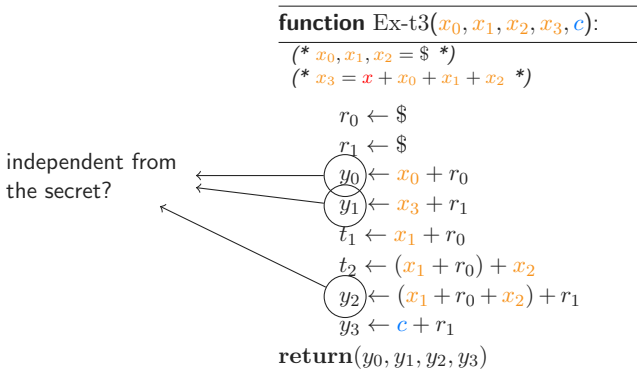 function Ex-t3(x₀, x₁, x₂, x₃, c):
(* x₀, x₁, x₂ = $ *)
(* x₃ = x + x₀ + x₁ + x₂ *)
r₀ ← $
r₁ ← $
y₀ ← x₀ + r₀
y₁ ← x₃ + r₁
t₁ ← x₁ + r₀
t₂ ← (x₁ + r₀) + x₂
y₂ ← (x₁ + r₀ + x₂) + r₁
y₃ ← c + r₁
return(y₀, y₁, y₂, y₃)
independent from
the secret?